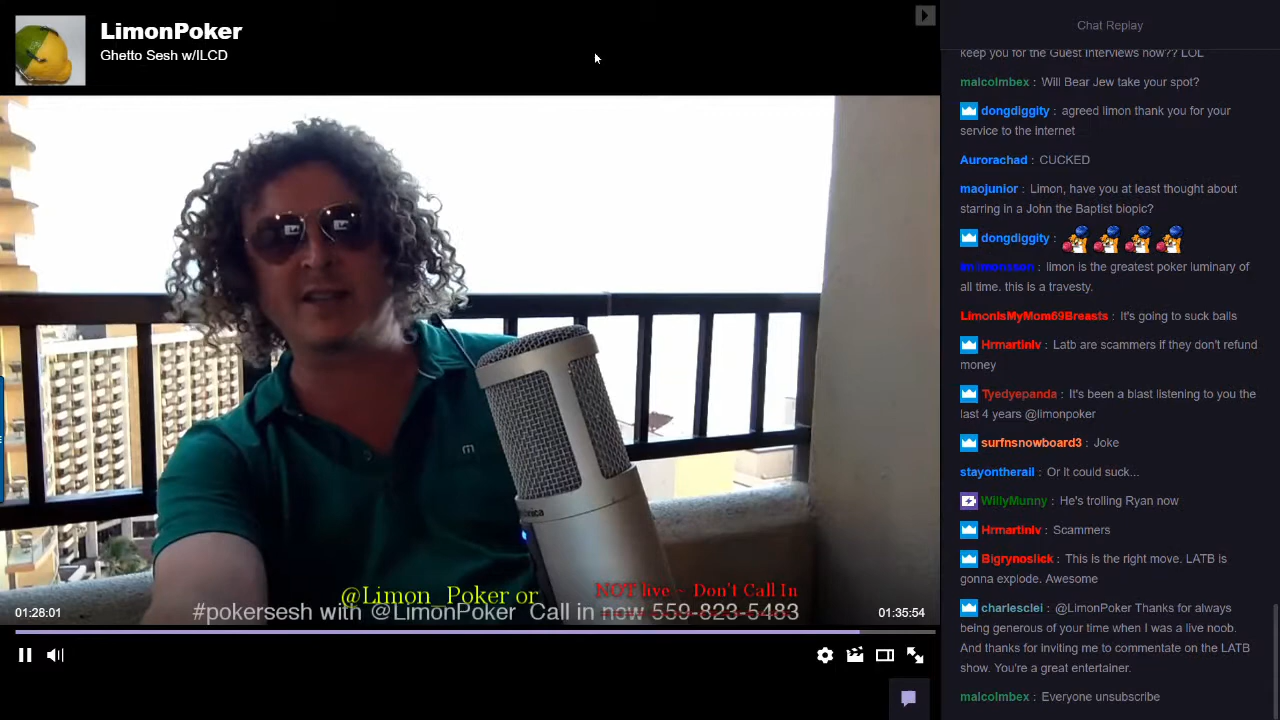 LimonPoker
Ghetto Sesh w/ILCD
@Limon_Poker or
NOT live ~ Don't Call In
#pokersesh with @LimonPoker Call in now 559-823-5483
01:28:01
01:35:54
Chat Replay
keep you for the Guest Interviews now?? LOL
malcolmbex: Will Bear Jew take your spot?
dongdiggity: agreed limon thank you for your
service to the internet
Aurorachad: CUCKED
maojunior: Limon, have you at least thought about
starring in a John the Baptist biopic?
dongdiggity:
limon is the greatest poker luminary of
all time. this is a travesty.
LimonIsMyMom69Breasts: It's going to suck balls
Hrmartiniv: Latb are scammers if they don't refund
money
Tyedyepanda: It's been a blast listening to you the
last 4 years @limonpoker
surfnsnowboard3: Joke
stayontherail: Or it could suck...
WillyMunny: He's trolling Ryan now
Hrmartiniv: Scammers
Bigrynoslick: This is the right move. LATB is
gonna explode. Awesome
charlesclei: @LimonPoker Thanks for always
being generous of your time when I was a live noob.
And thanks for inviting me to commentate on the LATB
show. You're a great entertainer.
malcolmbex: Everyone unsubscribe